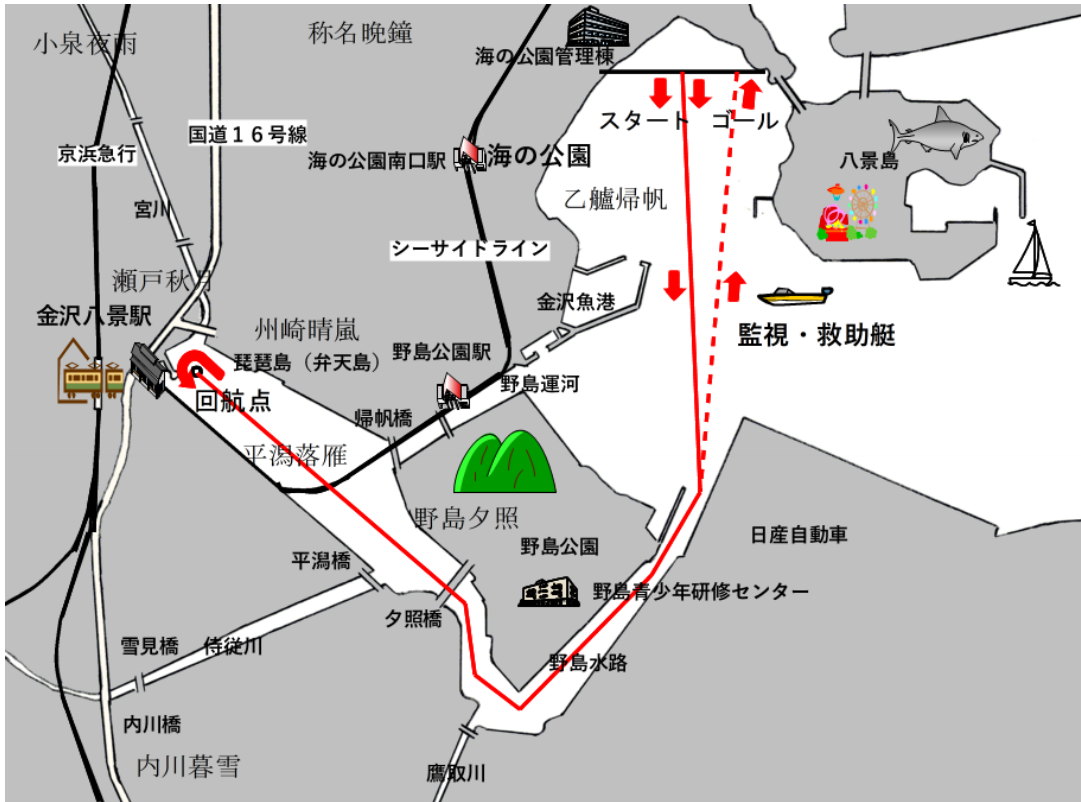 小泉夜雨
称名晩鐘
海の公園管理棟
国道16号線
京浜急行
スタート
ゴール
海の公園南口駅
海の公園
八景島
宮川
乙艫帰帆
シーサイドライン
瀬戸秋月
金沢漁港
金沢八景駅
州崎晴嵐
監視・救助艇
野島公園駅
琵琶島（弁天島）
野島運河
回航点
帰帆橋
平潟落雁
野島夕照
日産自動車
野島公園
平潟橋
野島青少年研修センター
夕照橋
雪見橋
侍従川
野島水路
内川橋
内川暮雪
鷹取川